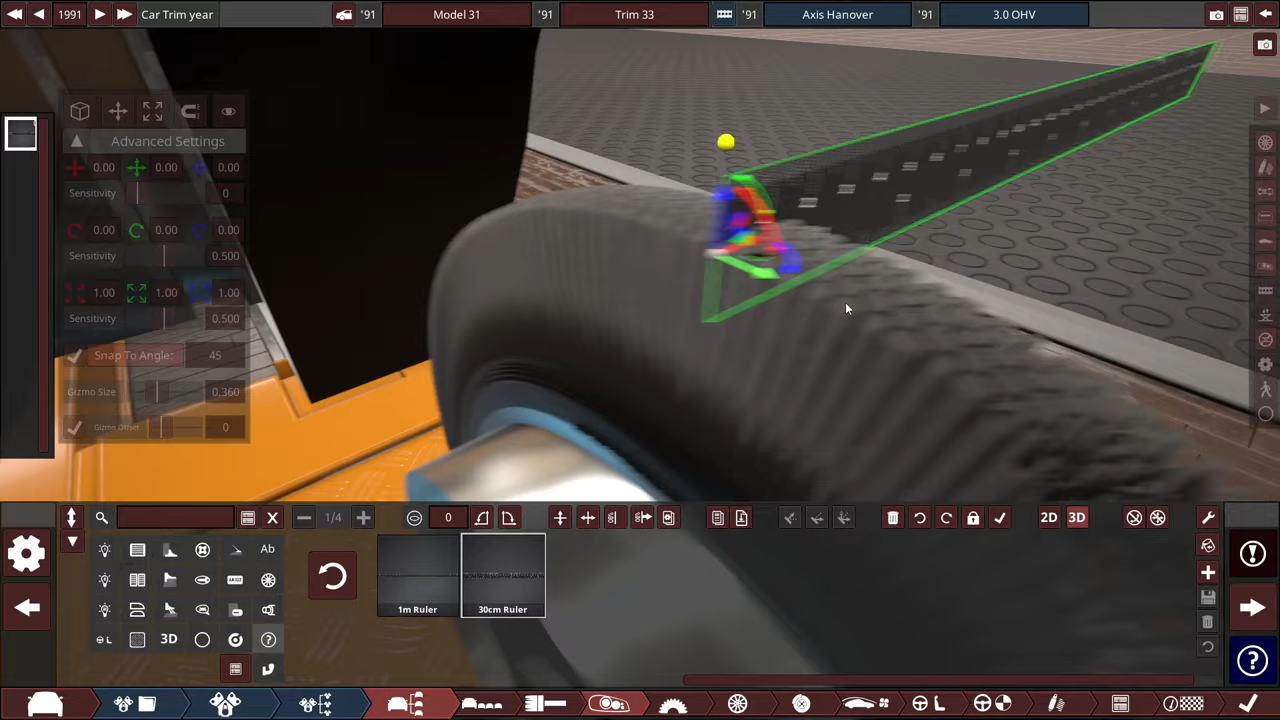 1991 Car Trim year '91 Model 31 '91 Trim 33 '91 Axis Hanover '91 3.0 OHV
Advanced Settings
0.00 0.00 0.00
Sensitivity 0
0.00 0.00 0.00
Sensitivity 0.500
1.00 1.00 1.00
Sensitivity 0.500
Snap To Angle: 45
Gizmo Size 0.360
Gizmo Offset 0
1/4 0 2D 3D
Ab
1m Ruler 30cm Ruler
L 3D ?
?